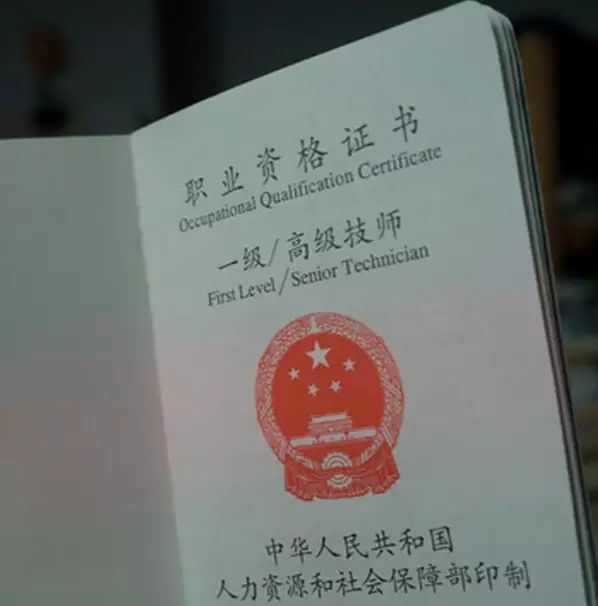 职业资格证书
Occupational Qualification Certificate
一级/高级技师
First Level/Senior Technician
中华人民共和国
人力资源和社会保障部印制